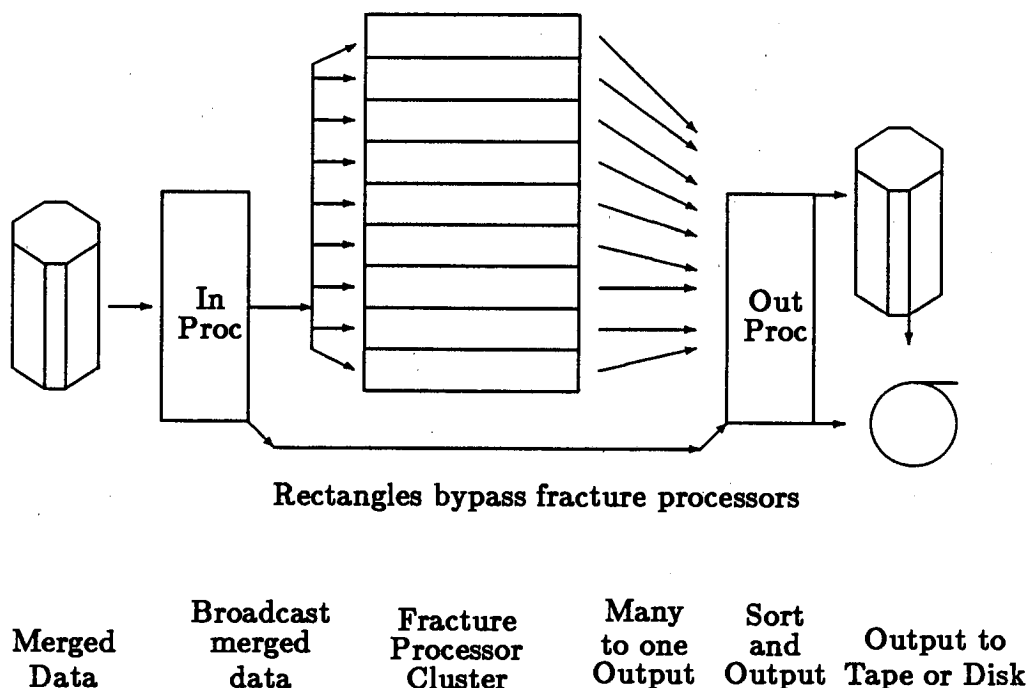 In
Proc
Out
Proc
Rectangles bypass fracture processors
Merged
Data
Broadcast
merged
data
Fracture
Processor
Cluster
Many
to one
Output
Sort
and
Output
Output to
Tape or Disk